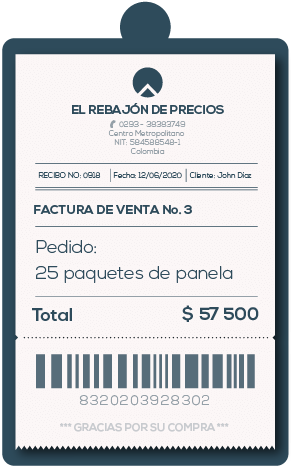 EL REBAJÓN DE PRECIOS
0293 - 38383749
Centro Metropolitano
NIT: 584588548-1
Colombia
RECIBO NO: 0918 Fecha: 12/06/2020 Cliente: John Díaz
FACTURA DE VENTA No. 3
Pedido:
25 paquetes de panela
Total $ 57 500
8320203928302
*** GRACIAS POR SU COMPRA ***